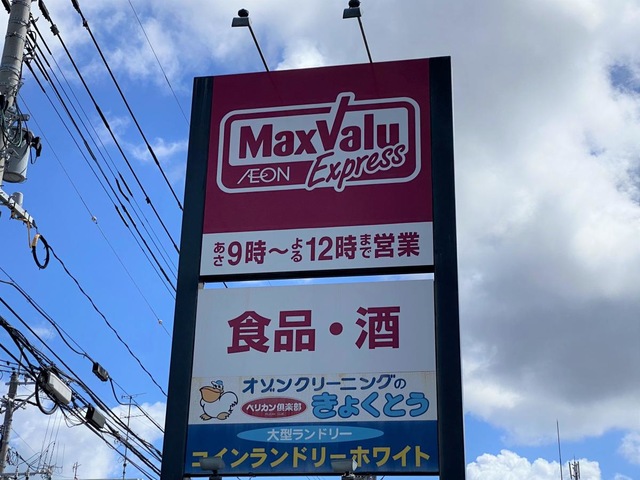 MaxValu
ÆON Express
あさ9時～よる12時まで営業
食品・酒
オゾンクリーニングの
ペリカン倶楽部 きょくとう
大型ランドリー
コインランドリーホワイト